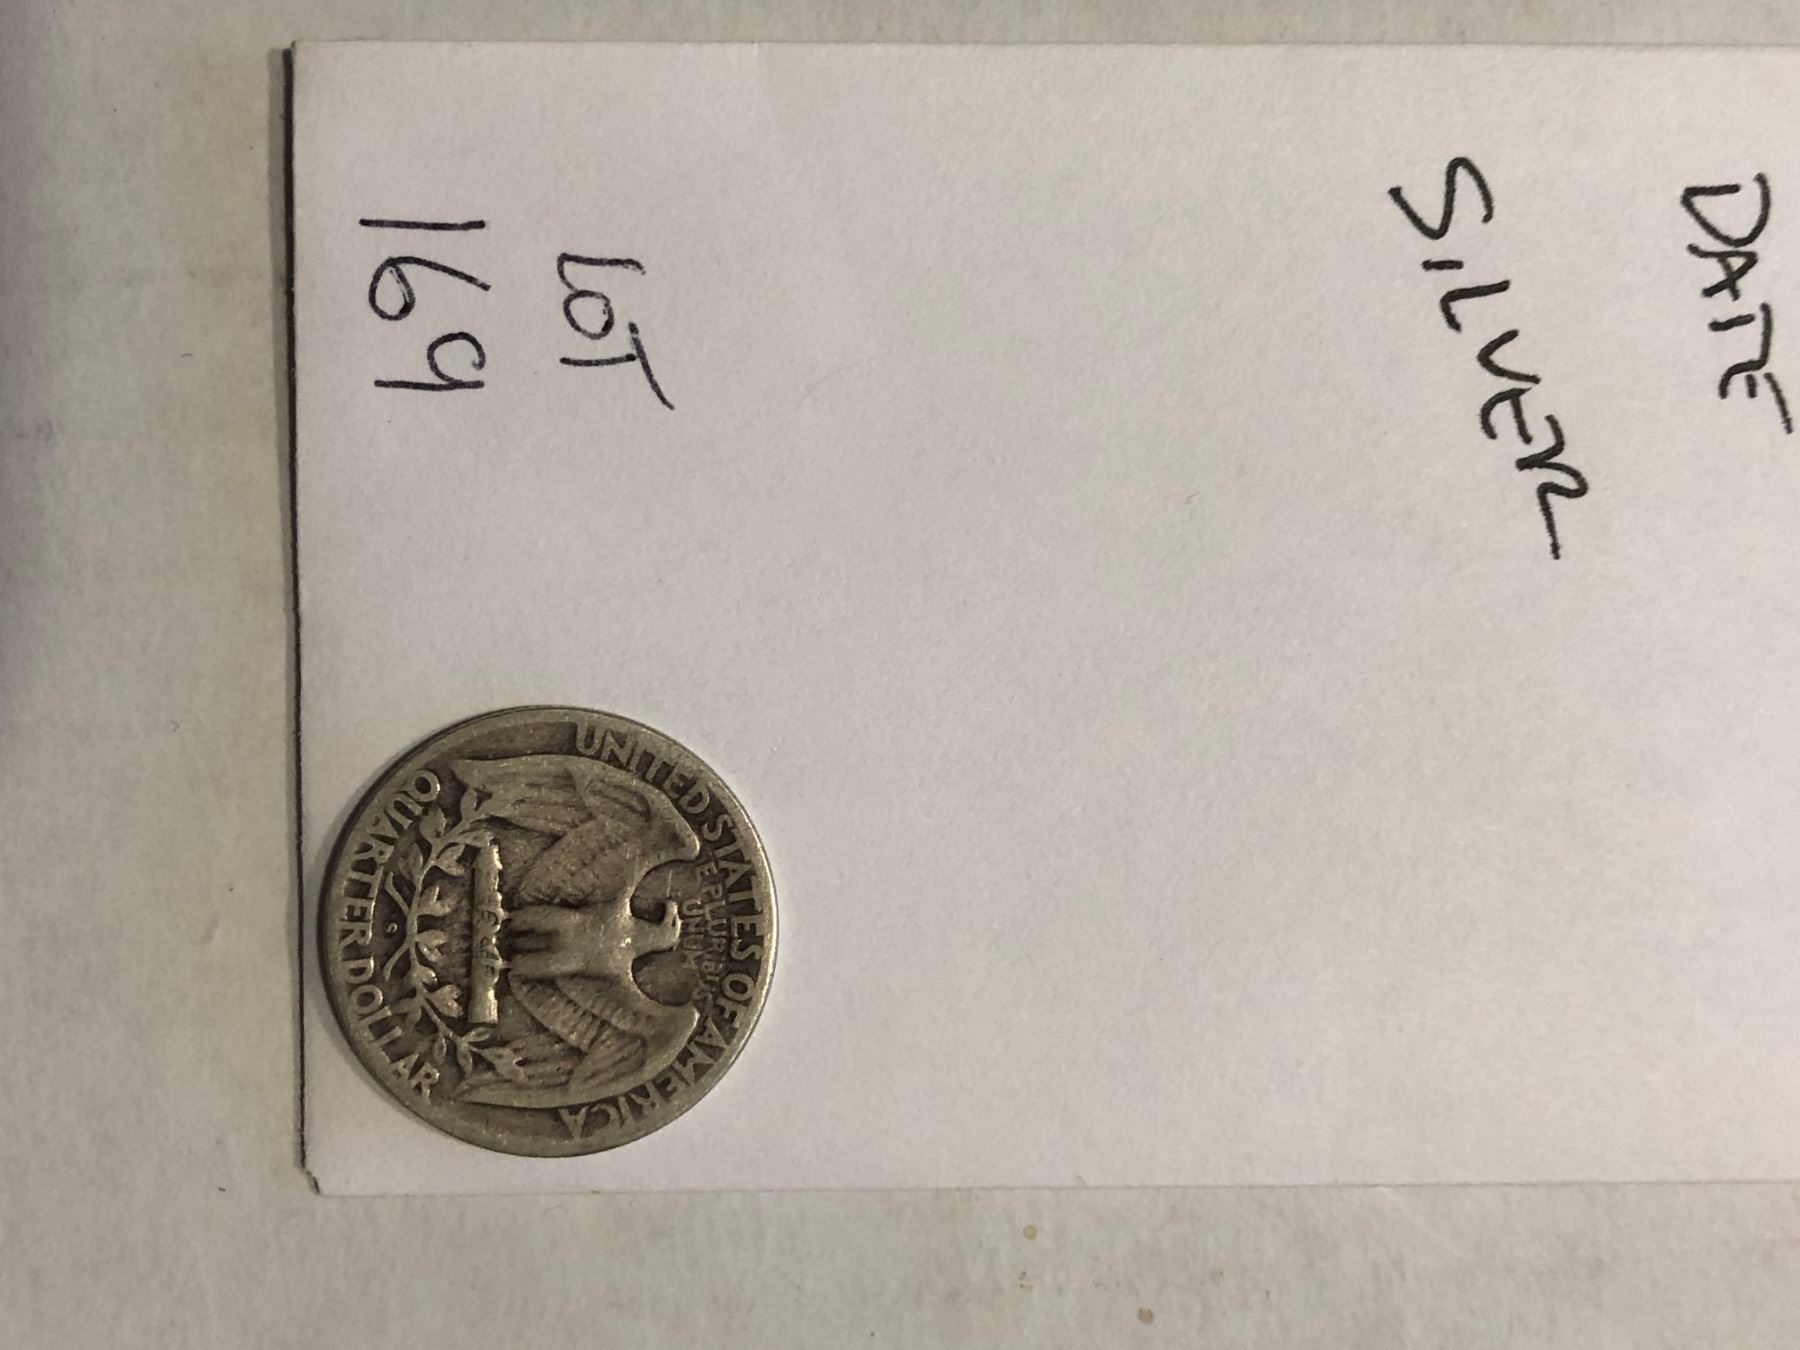 DATE
SILVER
LOT
169
UNITED STATES OF AMERICA
E PLURIBUS
UNUM
QUARTER DOLLAR